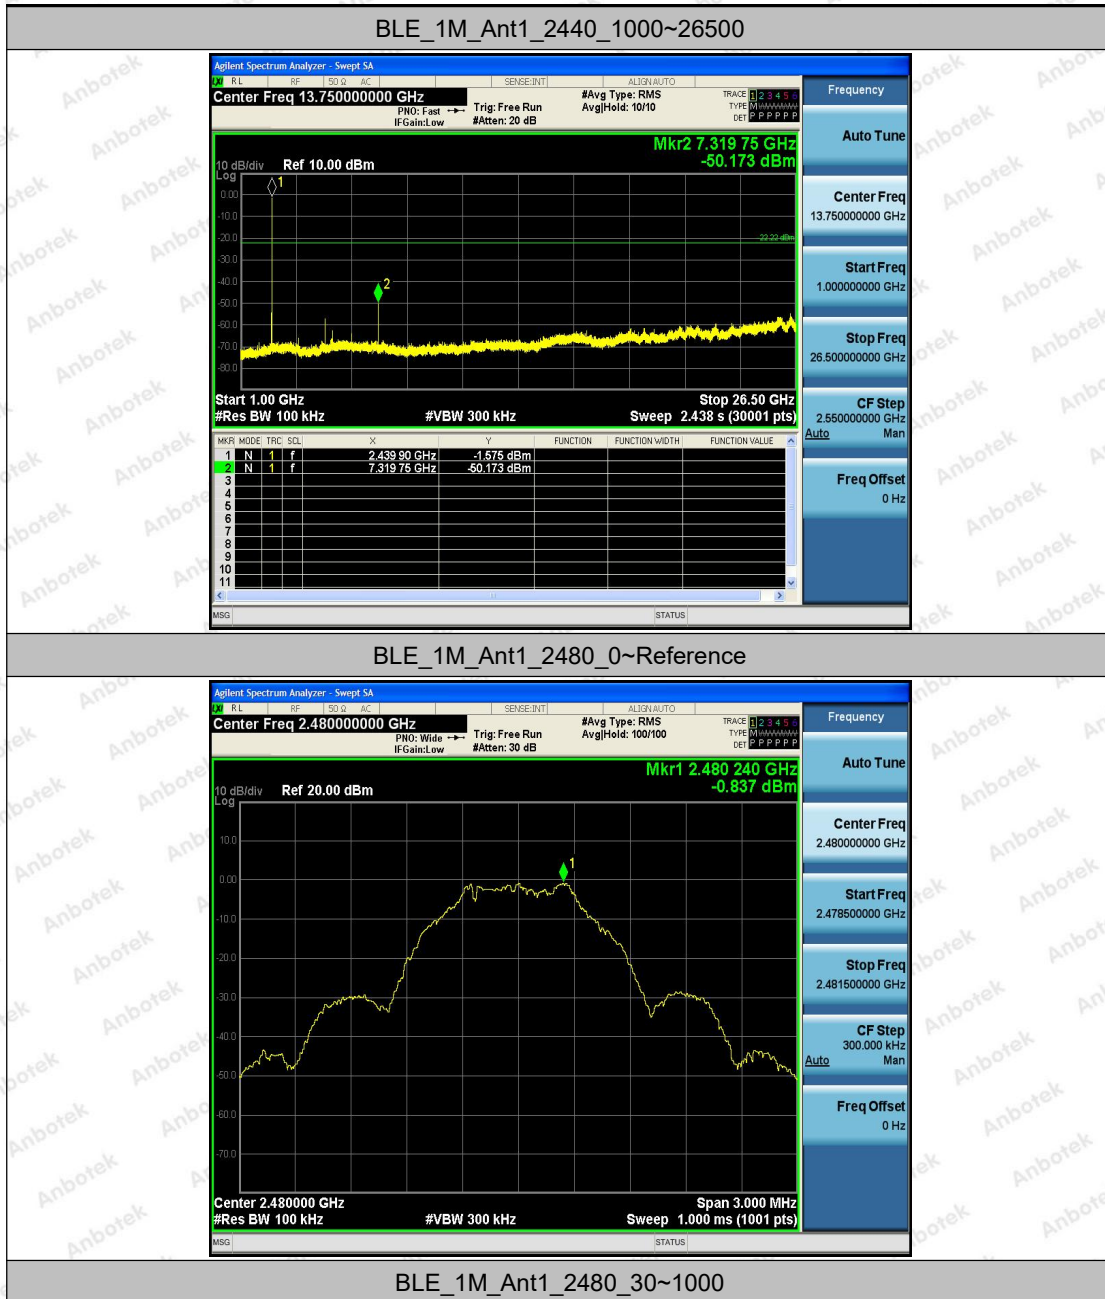 BLE_1M_Ant1_2440_1000~26500
Agilent Spectrum Analyzer - Swept SA
RL RF 50 Ω AC SENSE:INT ALIGN AUTO
Center Freq 13.750000000 GHz
PNO: Fast
IFGain:Low
Trig: Free Run
#Atten: 20 dB
#Avg Type: RMS
Avg|Hold: 10/10
TRACE 1 2 3 4 5 6
TYPE M
DET P P P P P P
Mkr2 7.319 75 GHz
-50.173 dBm
10 dB/div Ref 10.00 dBm
Log
0.00
-10.0
-20.0
-30.0
-40.0
-50.0
-60.0
-70.0
-80.0
1
2
-22.22 dBm
Start 1.00 GHz Stop 26.50 GHz
#Res BW 100 kHz #VBW 300 kHz Sweep 2.438 s (30001 pts)
MKR MODE TRC SCL X Y FUNCTION FUNCTION WIDTH FUNCTION VALUE
1 N 1 f 2.439 90 GHz -1.575 dBm
2 N 1 f 7.319 75 GHz -50.173 dBm
3
4
5
6
7
8
9
10
11
MSG STATUS
Frequency
Auto Tune
Center Freq
13.750000000 GHz
Start Freq
1.000000000 GHz
Stop Freq
26.500000000 GHz
CF Step
2.550000000 GHz
Auto Man
Freq Offset
0 Hz
BLE_1M_Ant1_2480_0~Reference
Agilent Spectrum Analyzer - Swept SA
RL RF 50 Ω AC SENSE:INT ALIGN AUTO
Center Freq 2.480000000 GHz
PNO: Wide
IFGain:Low
Trig: Free Run
#Atten: 30 dB
#Avg Type: RMS
Avg|Hold: 100/100
TRACE 1 2 3 4 5 6
TYPE M
DET P P P P P P
Mkr1 2.480 240 GHz
-0.837 dBm
10 dB/div Ref 20.00 dBm
Log
10.0
0.00
-10.0
-20.0
-30.0
-40.0
-50.0
-60.0
-70.0
1
Center 2.480000 GHz Span 3.000 MHz
#Res BW 100 kHz #VBW 300 kHz Sweep 1.000 ms (1001 pts)
MSG STATUS
Frequency
Auto Tune
Center Freq
2.480000000 GHz
Start Freq
2.478500000 GHz
Stop Freq
2.481500000 GHz
CF Step
300.000 kHz
Auto Man
Freq Offset
0 Hz
BLE_1M_Ant1_2480_30~1000
Anbotek